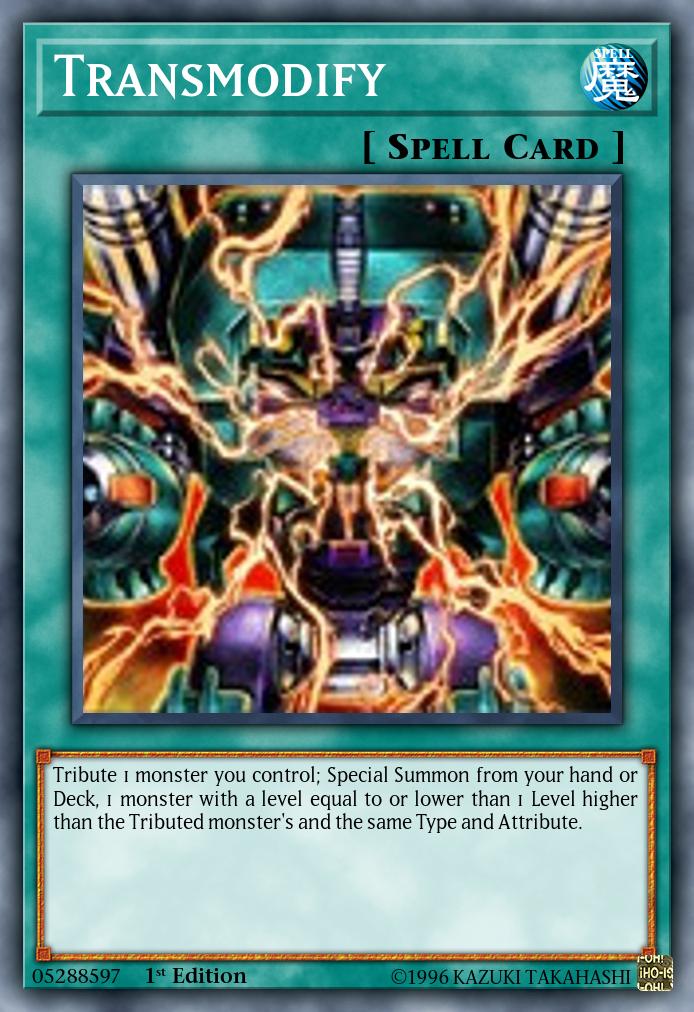 TRANSMODIFY
SPELL
魔
[ SPELL CARD ]
Tribute 1 monster you control; Special Summon from your hand or
Deck, 1 monster with a level equal to or lower than 1 Level higher
than the Tributed monster's and the same Type and Attribute.
05288597 1st Edition ©1996 KAZUKI TAKAHASHI